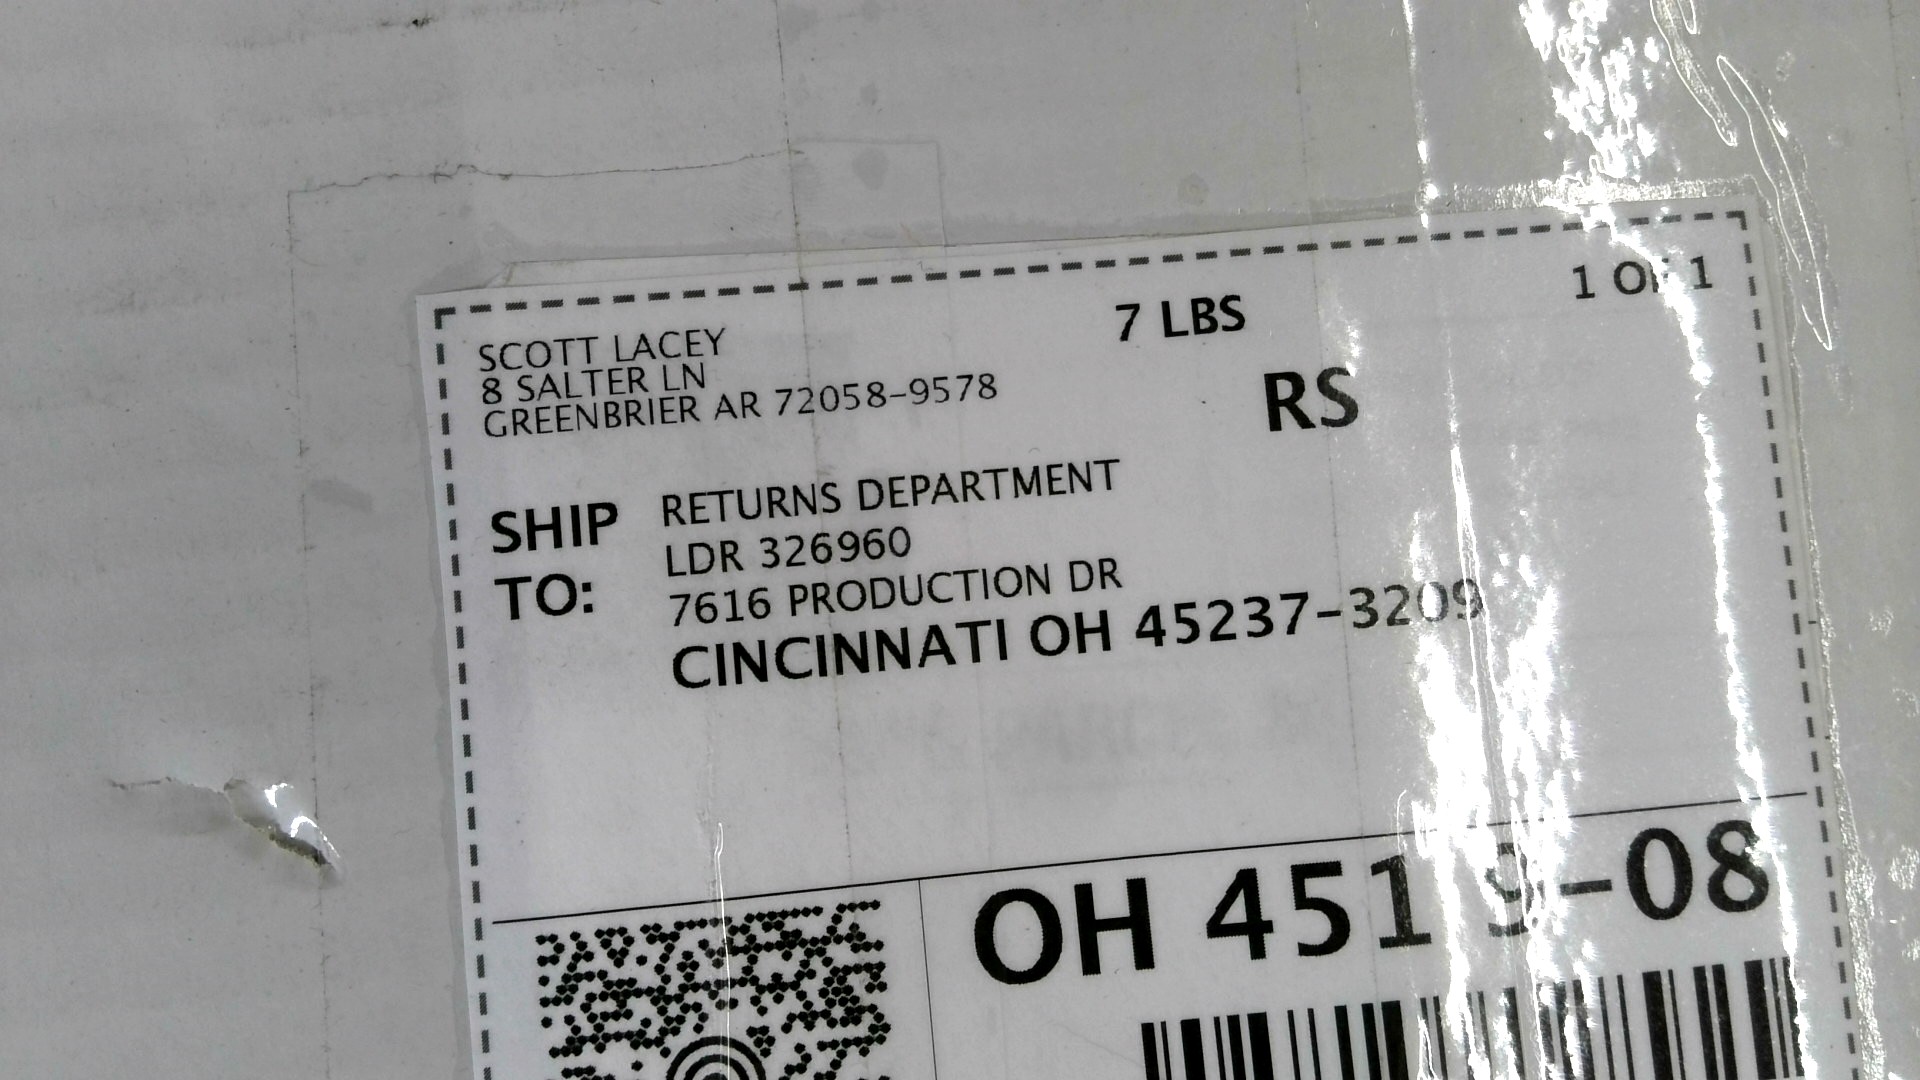 SCOTT LACEY
8 SALTER LN
GREENBRIER AR 72058-9578
7 LBS
1 OF 1
RS
SHIP TO:
RETURNS DEPARTMENT
LDR 326960
7616 PRODUCTION DR
CINCINNATI OH 45237-3209
OH